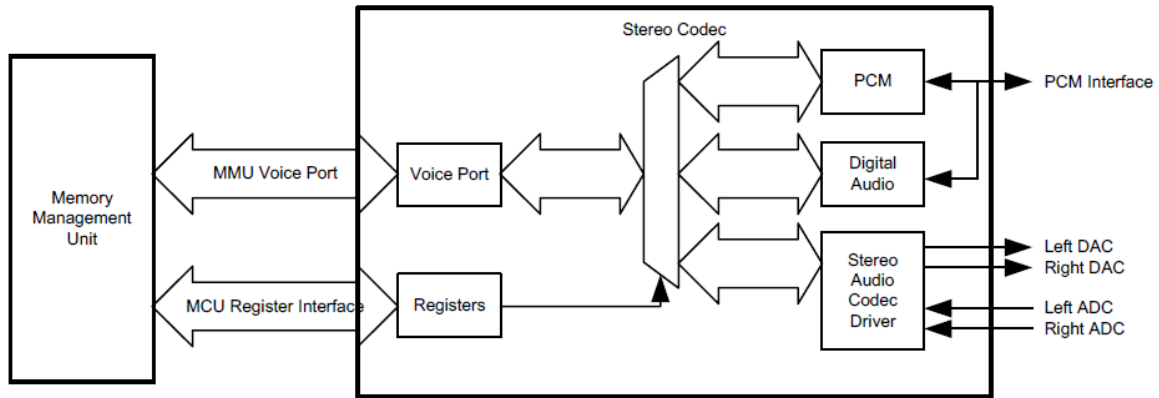 Stereo Codec
Memory
Management
Unit
MMU Voice Port
MCU Register Interface
Voice Port
Registers
PCM
Digital
Audio
Stereo
Audio
Codec
Driver
PCM Interface
Left DAC
Right DAC
Left ADC
Right ADC